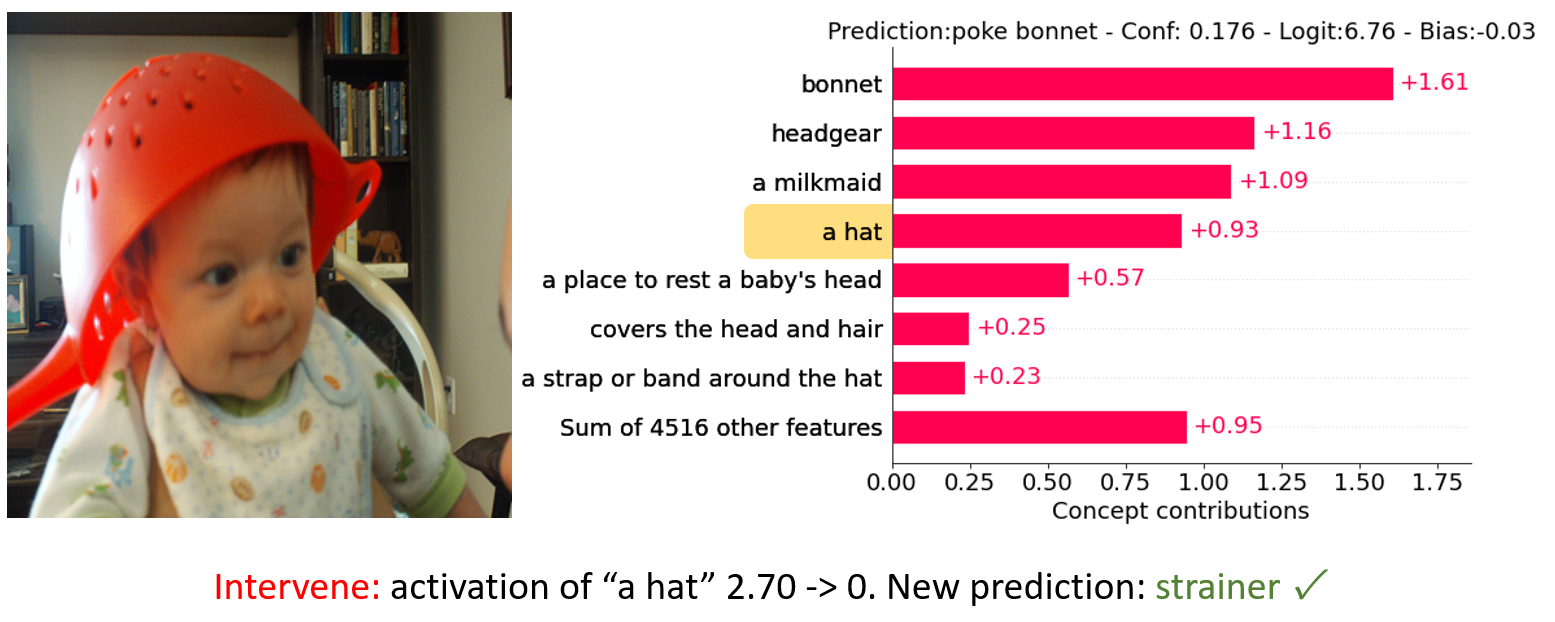 Prediction:poke bonnet - Conf: 0.176 - Logit:6.76 - Bias:-0.03
bonnet +1.61
headgear +1.16
a milkmaid +1.09
a hat +0.93
a place to rest a baby's head +0.57
covers the head and hair +0.25
a strap or band around the hat +0.23
Sum of 4516 other features +0.95
0.00 0.25 0.50 0.75 1.00 1.25 1.50 1.75
Concept contributions
Intervene: activation of “a hat” 2.70 -> 0. New prediction: strainer ✓